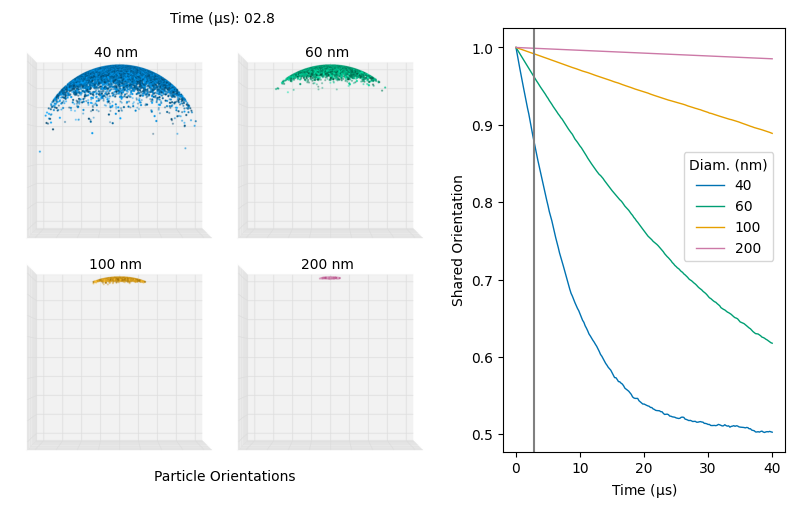 Time (µs): 02.8
40 nm
60 nm
100 nm
200 nm
Particle Orientations
Shared Orientation
1.0
0.9
0.8
0.7
0.6
0.5
Diam. (nm)
40
60
100
200
0
10
20
30
40
Time (µs)